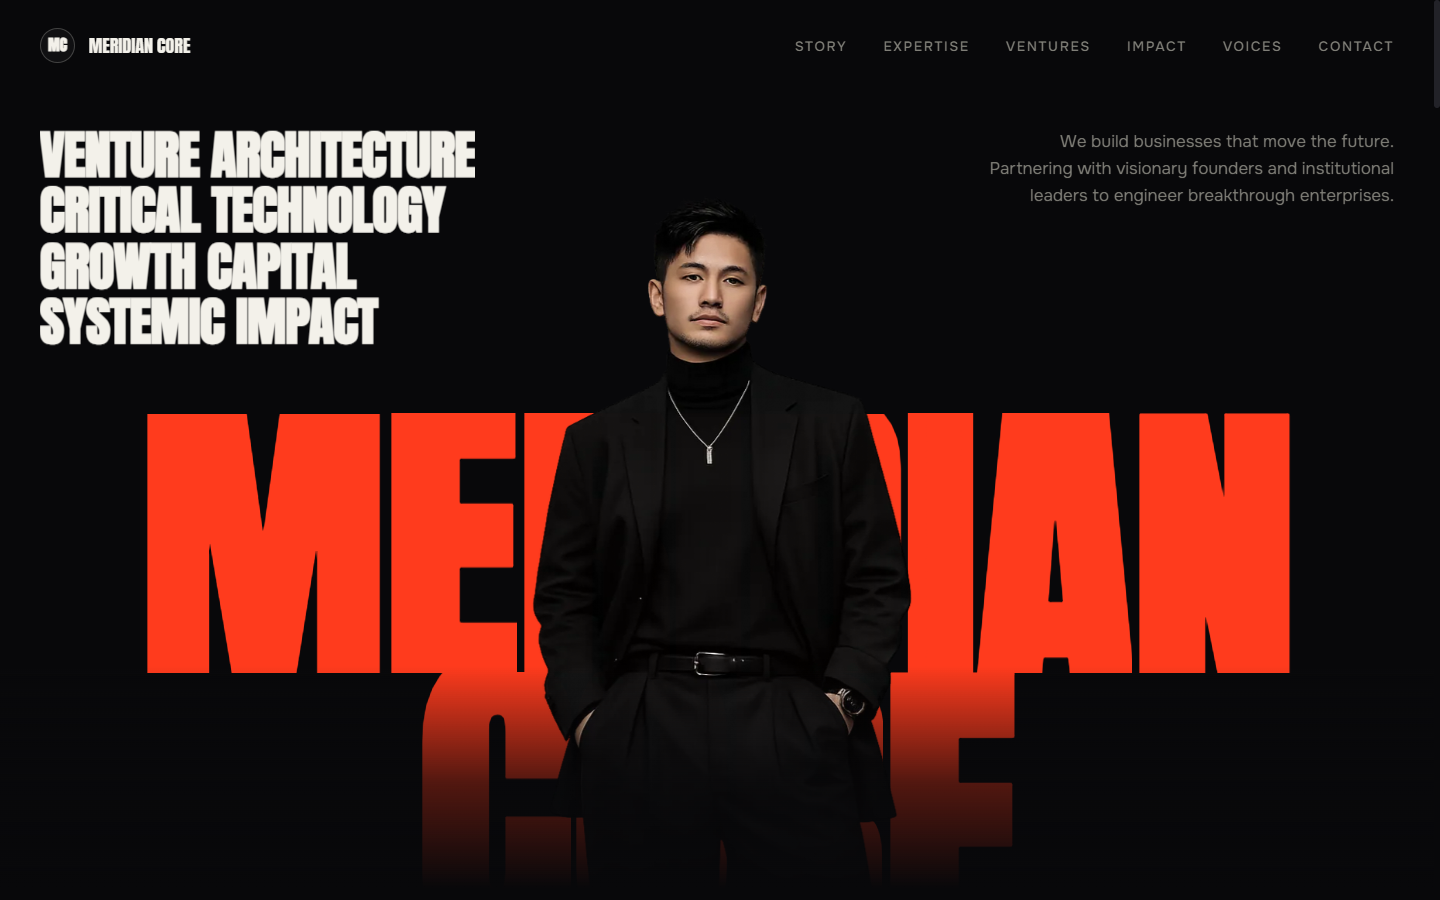 MC MERIDIAN CORE
STORY EXPERTISE VENTURES IMPACT VOICES CONTACT
VENTURE ARCHITECTURE
CRITICAL TECHNOLOGY
GROWTH CAPITAL
SYSTEMIC IMPACT
We build businesses that move the future.
Partnering with visionary founders and institutional
leaders to engineer breakthrough enterprises.
MERIDIAN
CORE